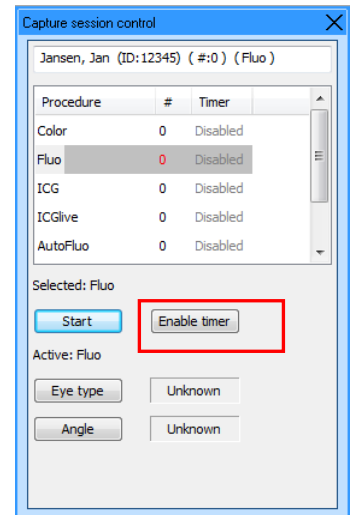 Capture session control
Jansen, Jan (ID:12345) ( #:0 ) ( Fluo )
Procedure # Timer
Color 0 Disabled
Fluo 0 Disabled
ICG 0 Disabled
ICGlive 0 Disabled
AutoFluo 0 Disabled
Selected: Fluo
Start Enable timer
Active: Fluo
Eye type Unknown
Angle Unknown